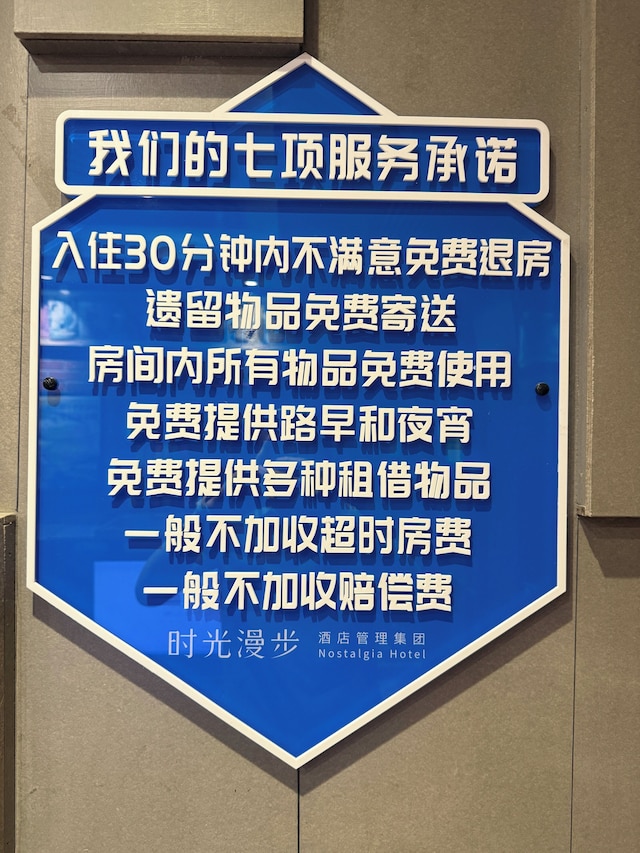 我们的七项服务承诺
入住30分钟内不满意免费退房
遗留物品免费寄送
房间内所有物品免费使用
免费提供路早和夜宵
免费提供多种租借物品
一般不加收超时房费
一般不加收赔偿费
时光漫步 酒店管理集团
Nostalgia Hotel